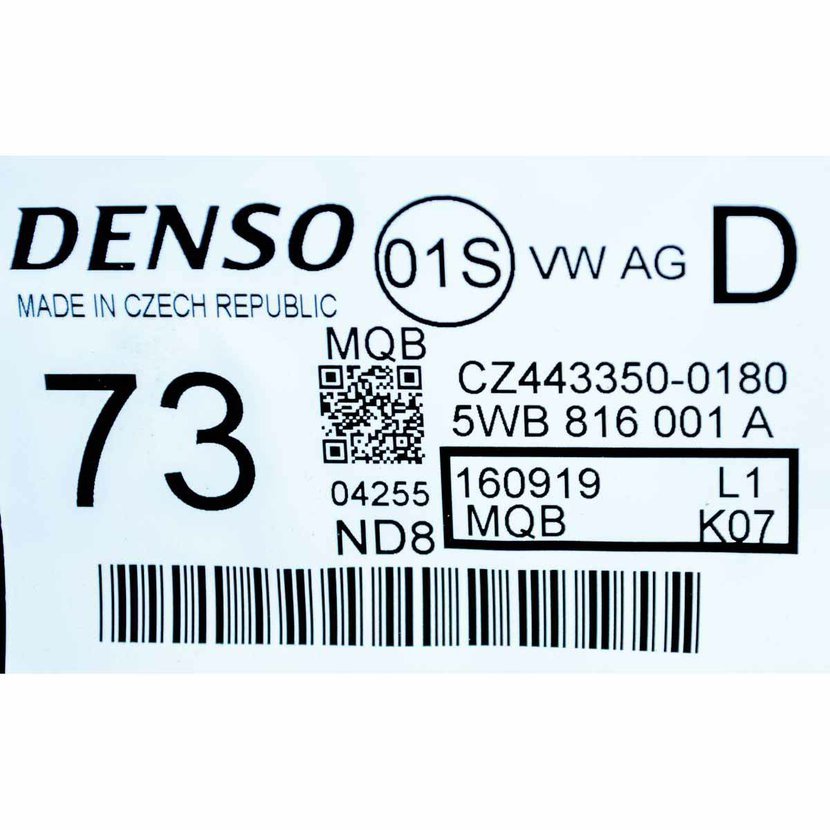 DENSO 01S VW AG D
MADE IN CZECH REPUBLIC
73
MQB
CZ443350-0180
5WB 816 001 A
04255
ND8
160919 L1
MQB K07